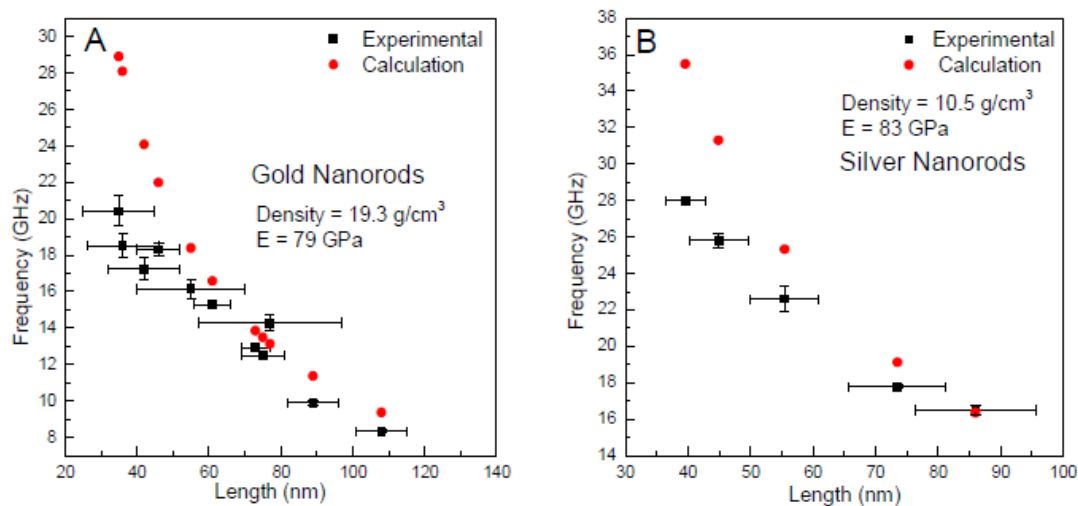 A
Experimental
Calculation
Gold Nanorods
Density = 19.3 g/cm³
E = 79 GPa
Frequency (GHz)
30
28
26
24
22
20
18
16
14
12
10
8
20 40 60 80 100 120 140
Length (nm)
B
Experimental
Calculation
Density = 10.5 g/cm³
E = 83 GPa
Silver Nanorods
Frequency (GHz)
38
36
34
32
30
28
26
24
22
20
18
16
14
30 40 50 60 70 80 90 100
Length (nm)